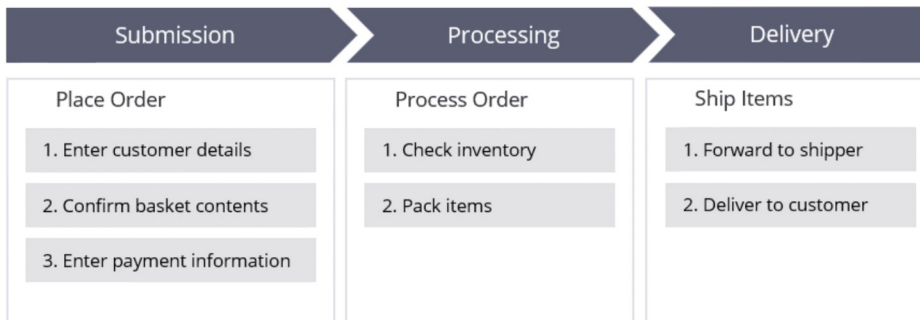 Submission
Processing
Delivery
Place Order
1. Enter customer details
2. Confirm basket contents
3. Enter payment information
Process Order
1. Check inventory
2. Pack items
Ship Items
1. Forward to shipper
2. Deliver to customer